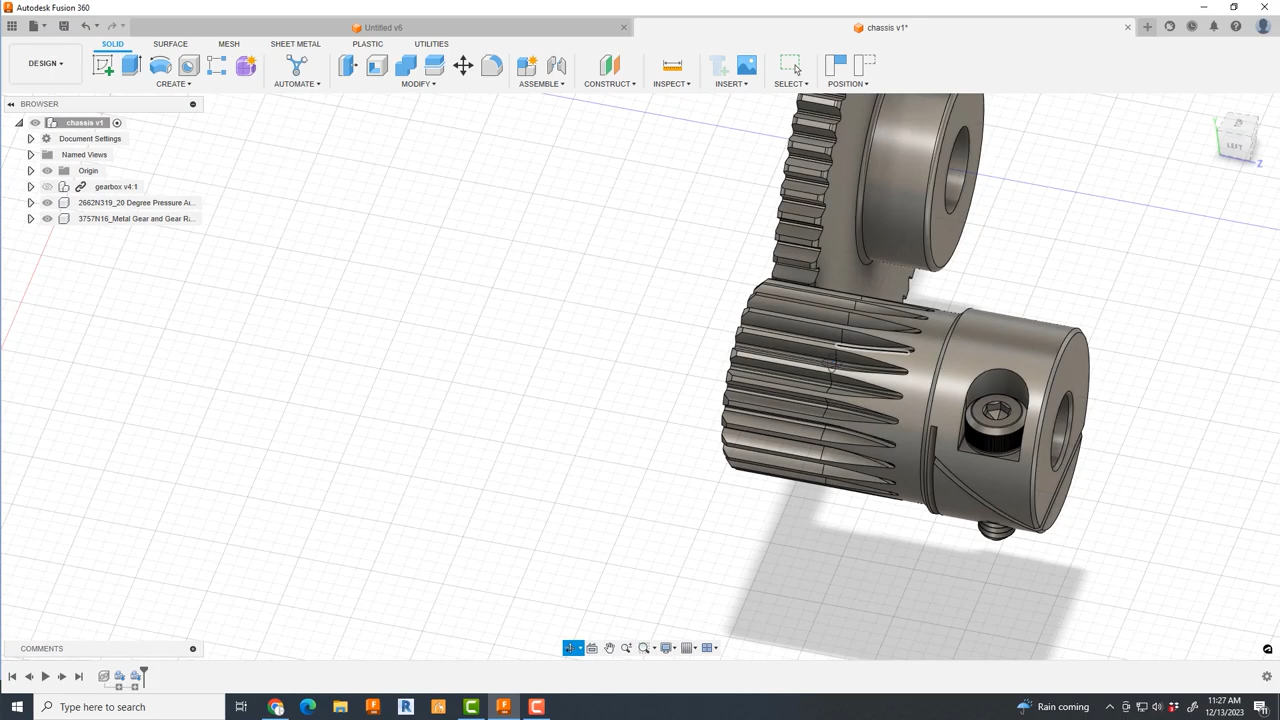 Autodesk Fusion 360
Untitled v6
chassis v1*
DESIGN
SOLID
SURFACE
MESH
SHEET METAL
PLASTIC
UTILITIES
CREATE
AUTOMATE
MODIFY
ASSEMBLE
CONSTRUCT
INSPECT
INSERT
SELECT
POSITION
BROWSER
chassis v1
Document Settings
Named Views
Origin
gearbox v4:1
2662N319_20 Degree Pressure A...
3757N16_Metal Gear and Gear R...
LEFT
Z
COMMENTS
Type here to search
Rain coming
11:27 AM
12/13/2023